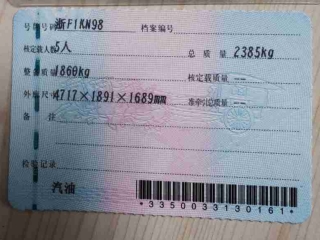 号牌号码 浙F1KW98 档案编号
核定载人数 5人 总 质 量 2385kg
整备质量 1860kg 核定载质量 --
外廓尺寸 4717×1891×1689mm 准牵引总质量 --
备 注
检验记录
汽油
*3350033130161*